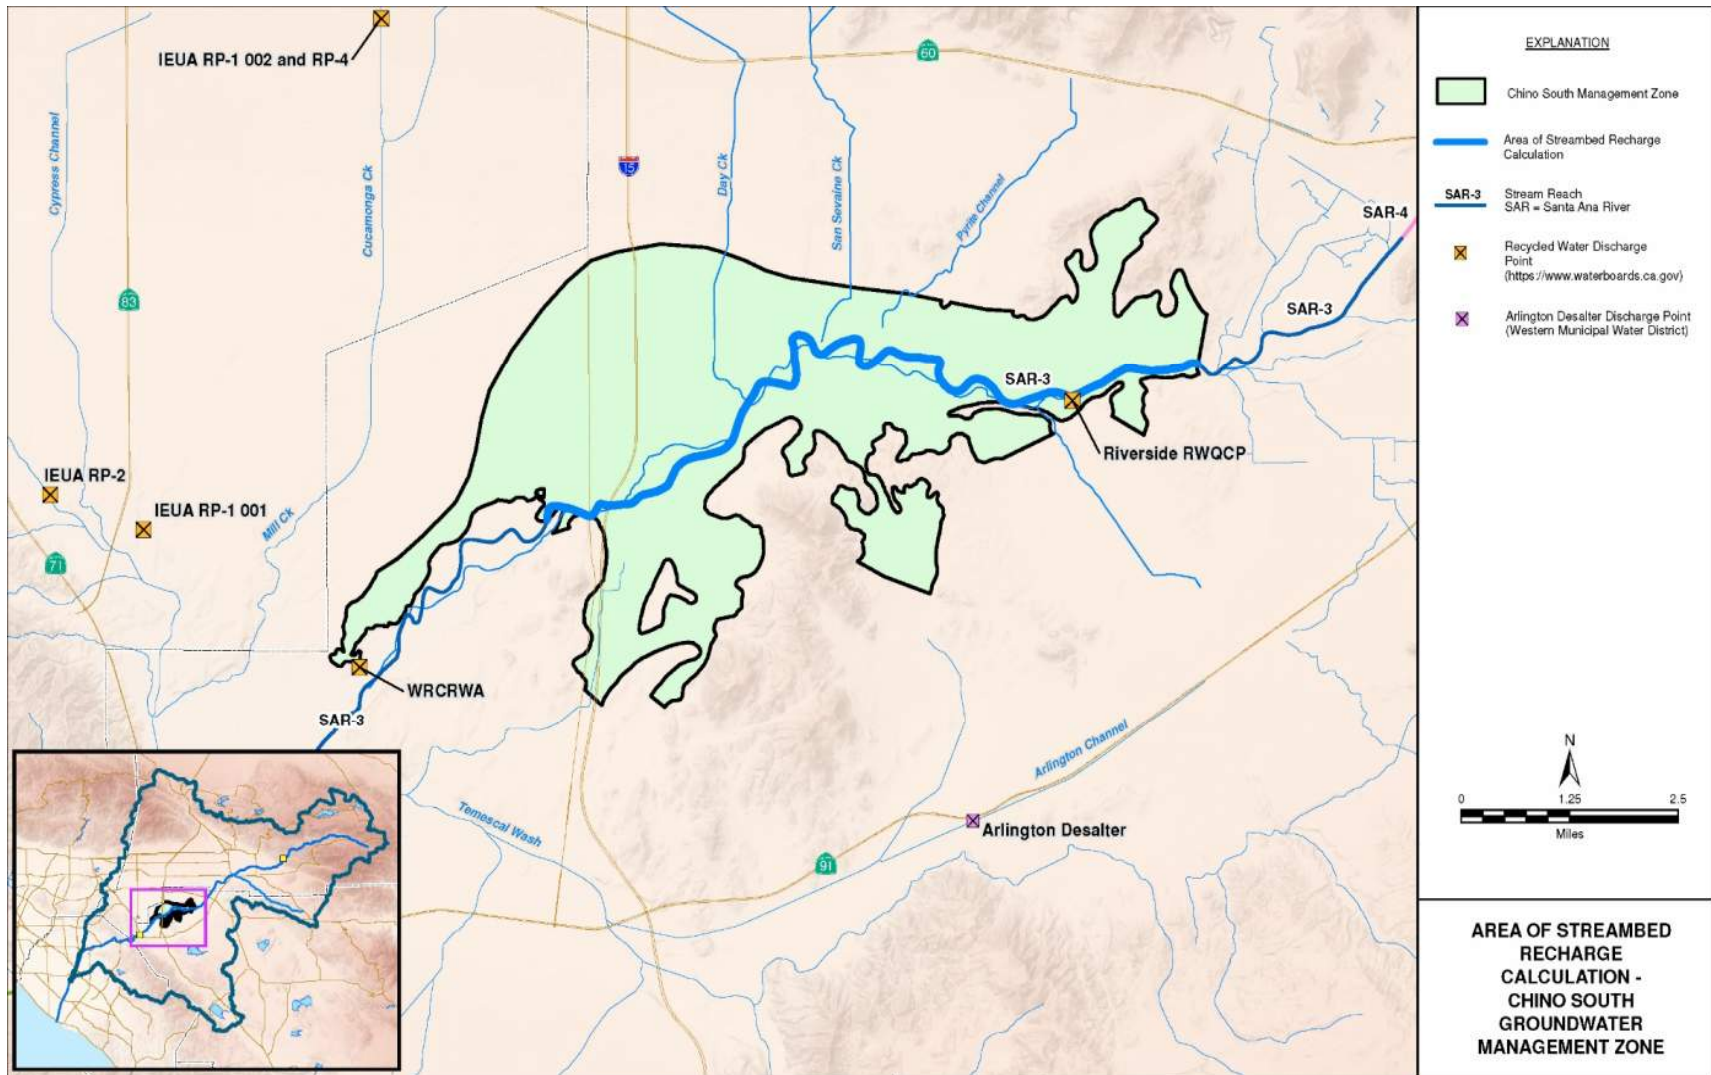 IEUA RP-1 002 and RP-4
60
Cypress Channel
Cucamonga Ck
15
Day Ck
San Sevaine Ck
Pyrite Channel
SAR-4
83
SAR-3
SAR-3
Riverside RWQCP
IEUA RP-2
IEUA RP-1 001
Mill Ck
71
WRCRWA
SAR-3
Arlington Channel
Temescal Wash
Arlington Desalter
91
EXPLANATION
Chino South Management Zone
Area of Streambed Recharge
Calculation
SAR-3
Stream Reach
SAR = Santa Ana River
Recycled Water Discharge
Point
(https://www.waterboards.ca.gov)
Arlington Desalter Discharge Point
(Western Municipal Water District)
N
0 1.25 2.5
Miles
AREA OF STREAMBED
RECHARGE
CALCULATION -
CHINO SOUTH
GROUNDWATER
MANAGEMENT ZONE